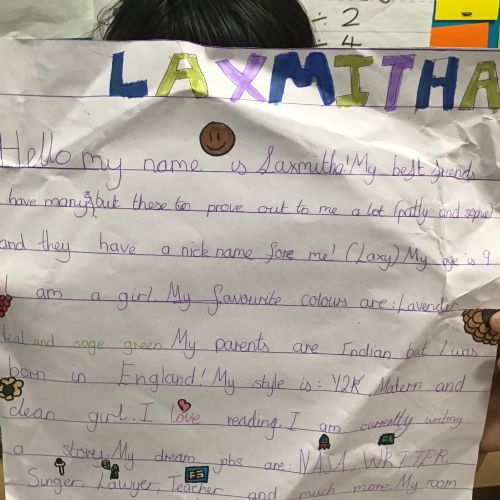 ÷ 2
÷ 4
LAXMITHA
Hello my name is Laxmitha! My best friends
have many but these to prove out to me a lot (patly and sophie)
and they have a nick name fore me! (Laxy) My age is 9
I am a girl. My favourite colours are: Lavender
teal and sage green My parents are Indian but I was
born in England! My style is: Y2K, Modern and
clean girl. I love reading. I am currently writing
a story. My dream jobs are: NASA, WRITER
Singer, Lawyer, Teacher and much more. My room